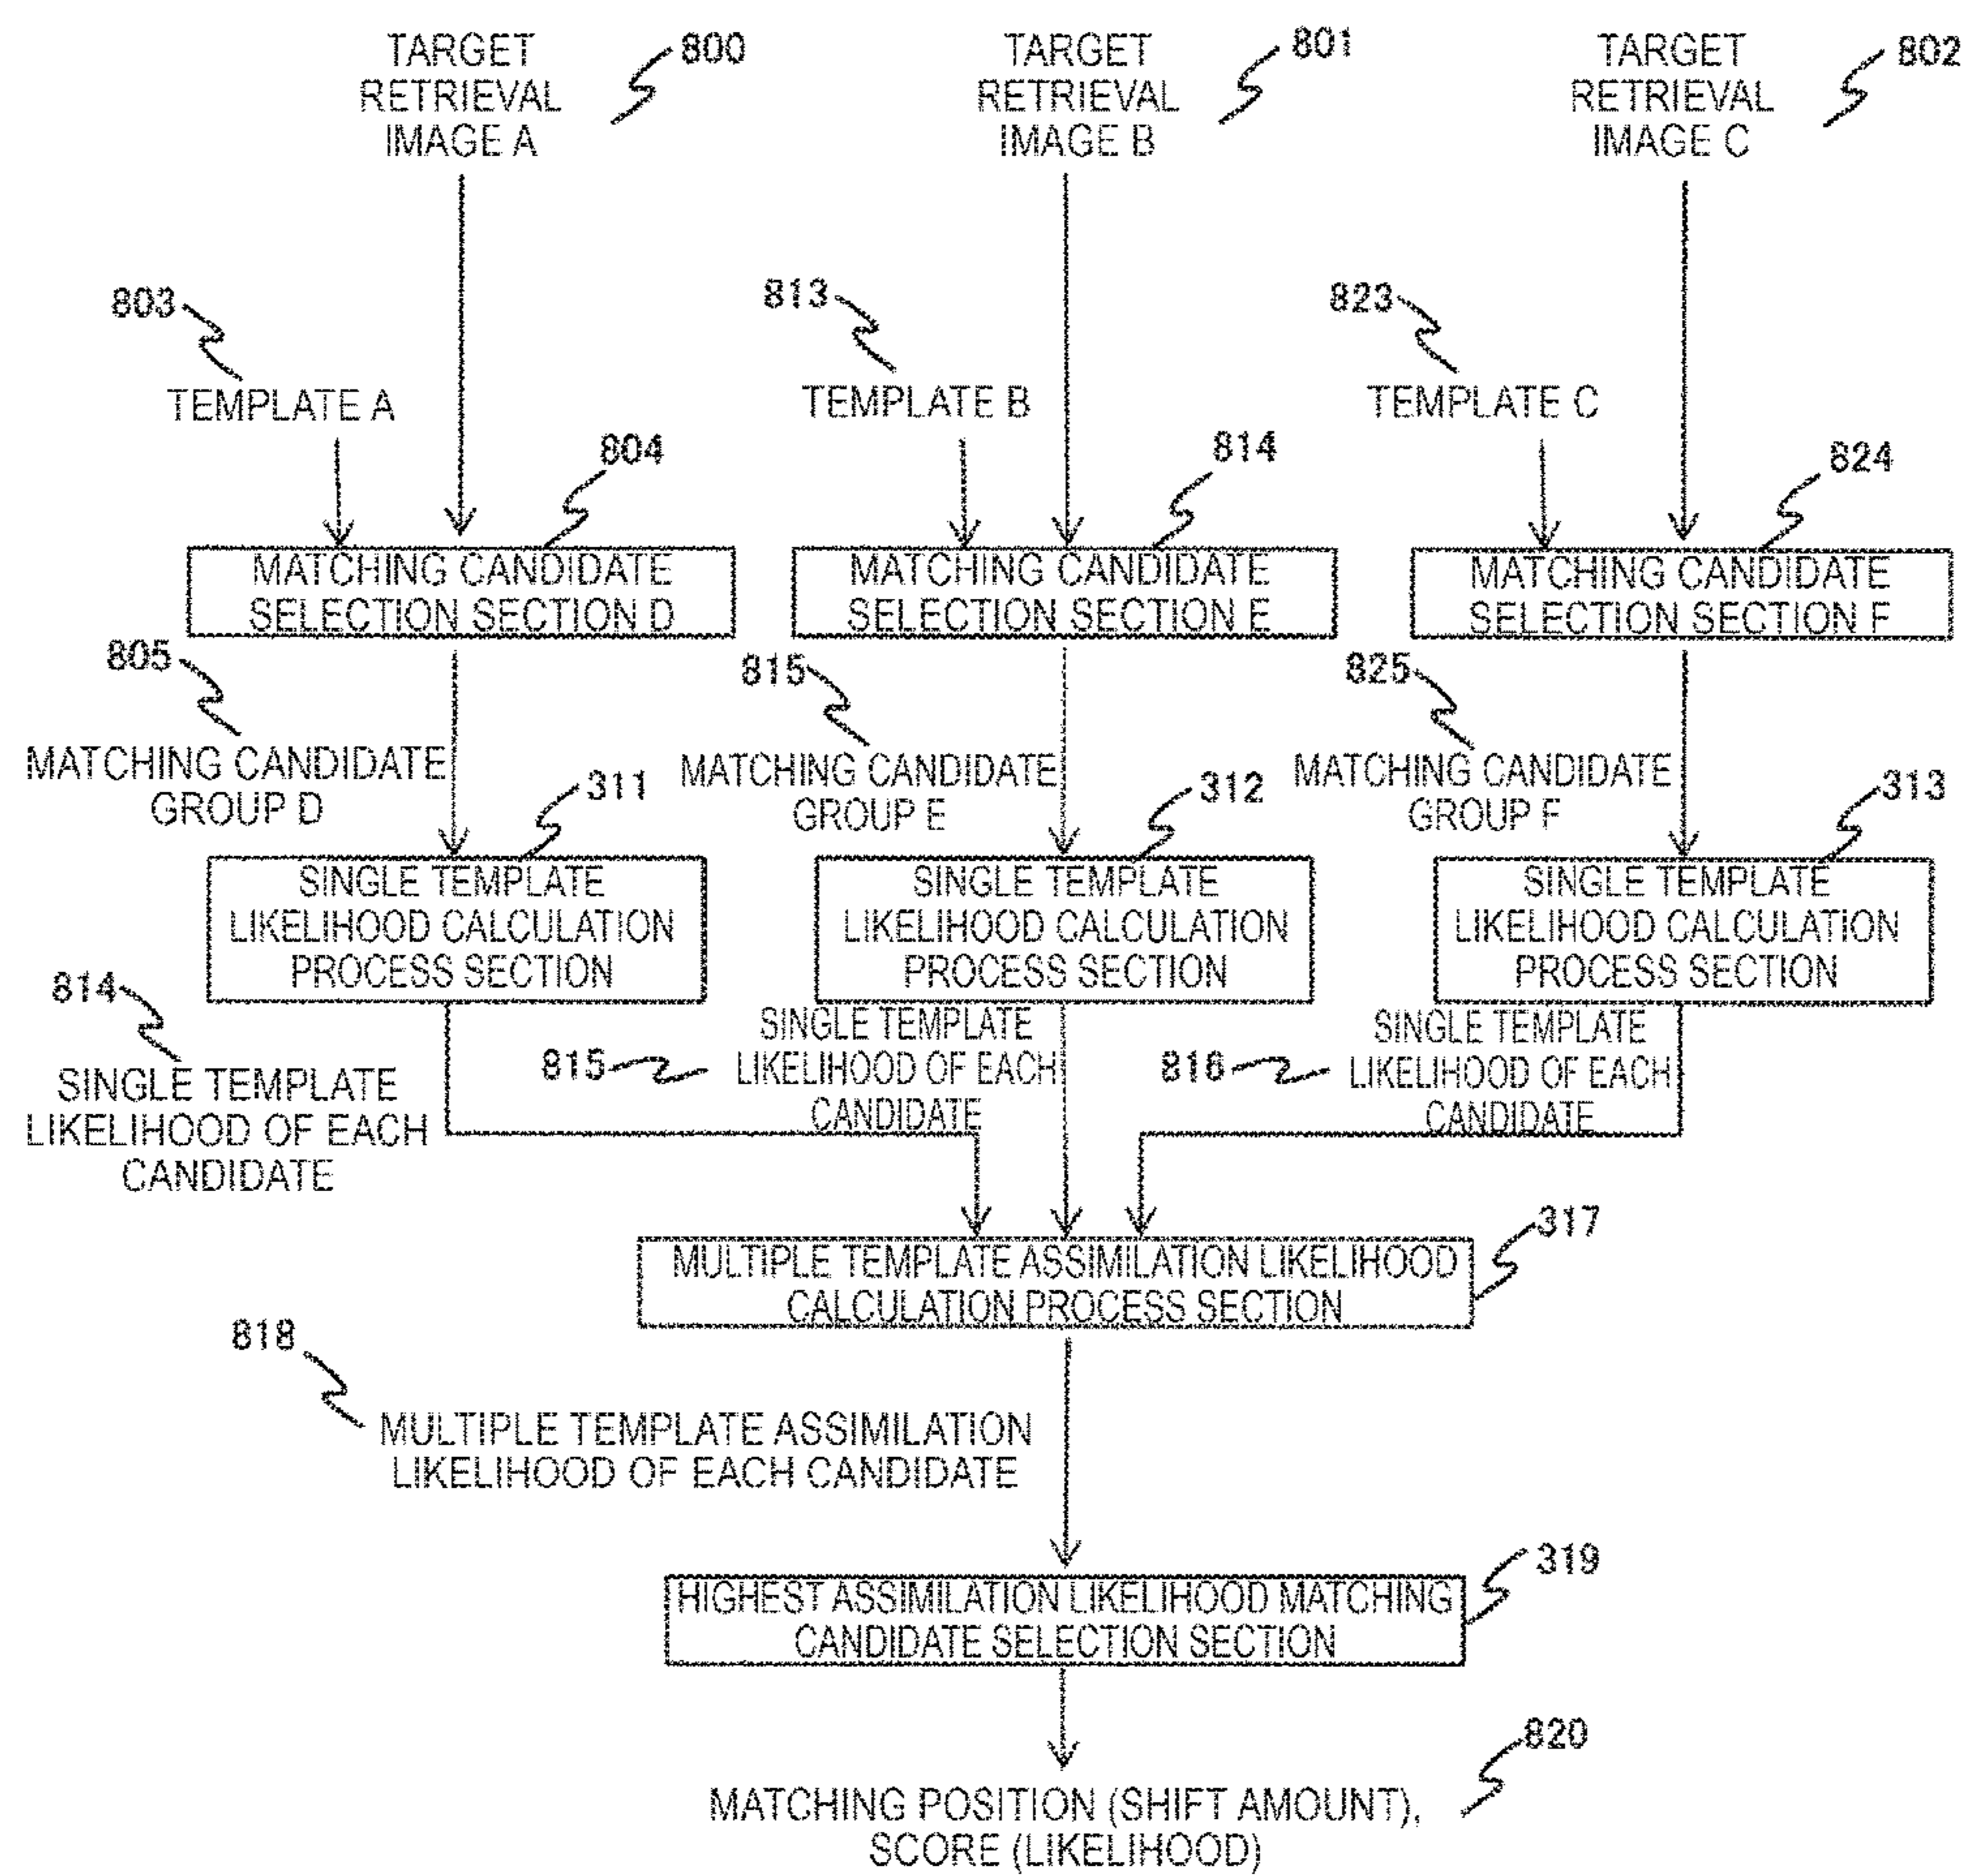 TARGET
RETRIEVAL
IMAGE A
800
TARGET
RETRIEVAL
IMAGE B
801
TARGET
RETRIEVAL
IMAGE C
802
803
TEMPLATE A
813
TEMPLATE B
823
TEMPLATE C
804
814
824
MATCHING CANDIDATE
SELECTION SECTION D
MATCHING CANDIDATE
SELECTION SECTION E
MATCHING CANDIDATE
SELECTION SECTION F
805
MATCHING CANDIDATE
GROUP D
815
MATCHING CANDIDATE
GROUP E
825
MATCHING CANDIDATE
GROUP F
311
312
313
SINGLE TEMPLATE
LIKELIHOOD CALCULATION
PROCESS SECTION
SINGLE TEMPLATE
LIKELIHOOD CALCULATION
PROCESS SECTION
SINGLE TEMPLATE
LIKELIHOOD CALCULATION
PROCESS SECTION
814
SINGLE TEMPLATE
LIKELIHOOD OF EACH
CANDIDATE
815
SINGLE TEMPLATE
LIKELIHOOD OF EACH
CANDIDATE
816
SINGLE TEMPLATE
LIKELIHOOD OF EACH
CANDIDATE
317
MULTIPLE TEMPLATE ASSIMILATION LIKELIHOOD
CALCULATION PROCESS SECTION
818
MULTIPLE TEMPLATE ASSIMILATION
LIKELIHOOD OF EACH CANDIDATE
319
HIGHEST ASSIMILATION LIKELIHOOD MATCHING
CANDIDATE SELECTION SECTION
820
MATCHING POSITION (SHIFT AMOUNT),
SCORE (LIKELIHOOD)